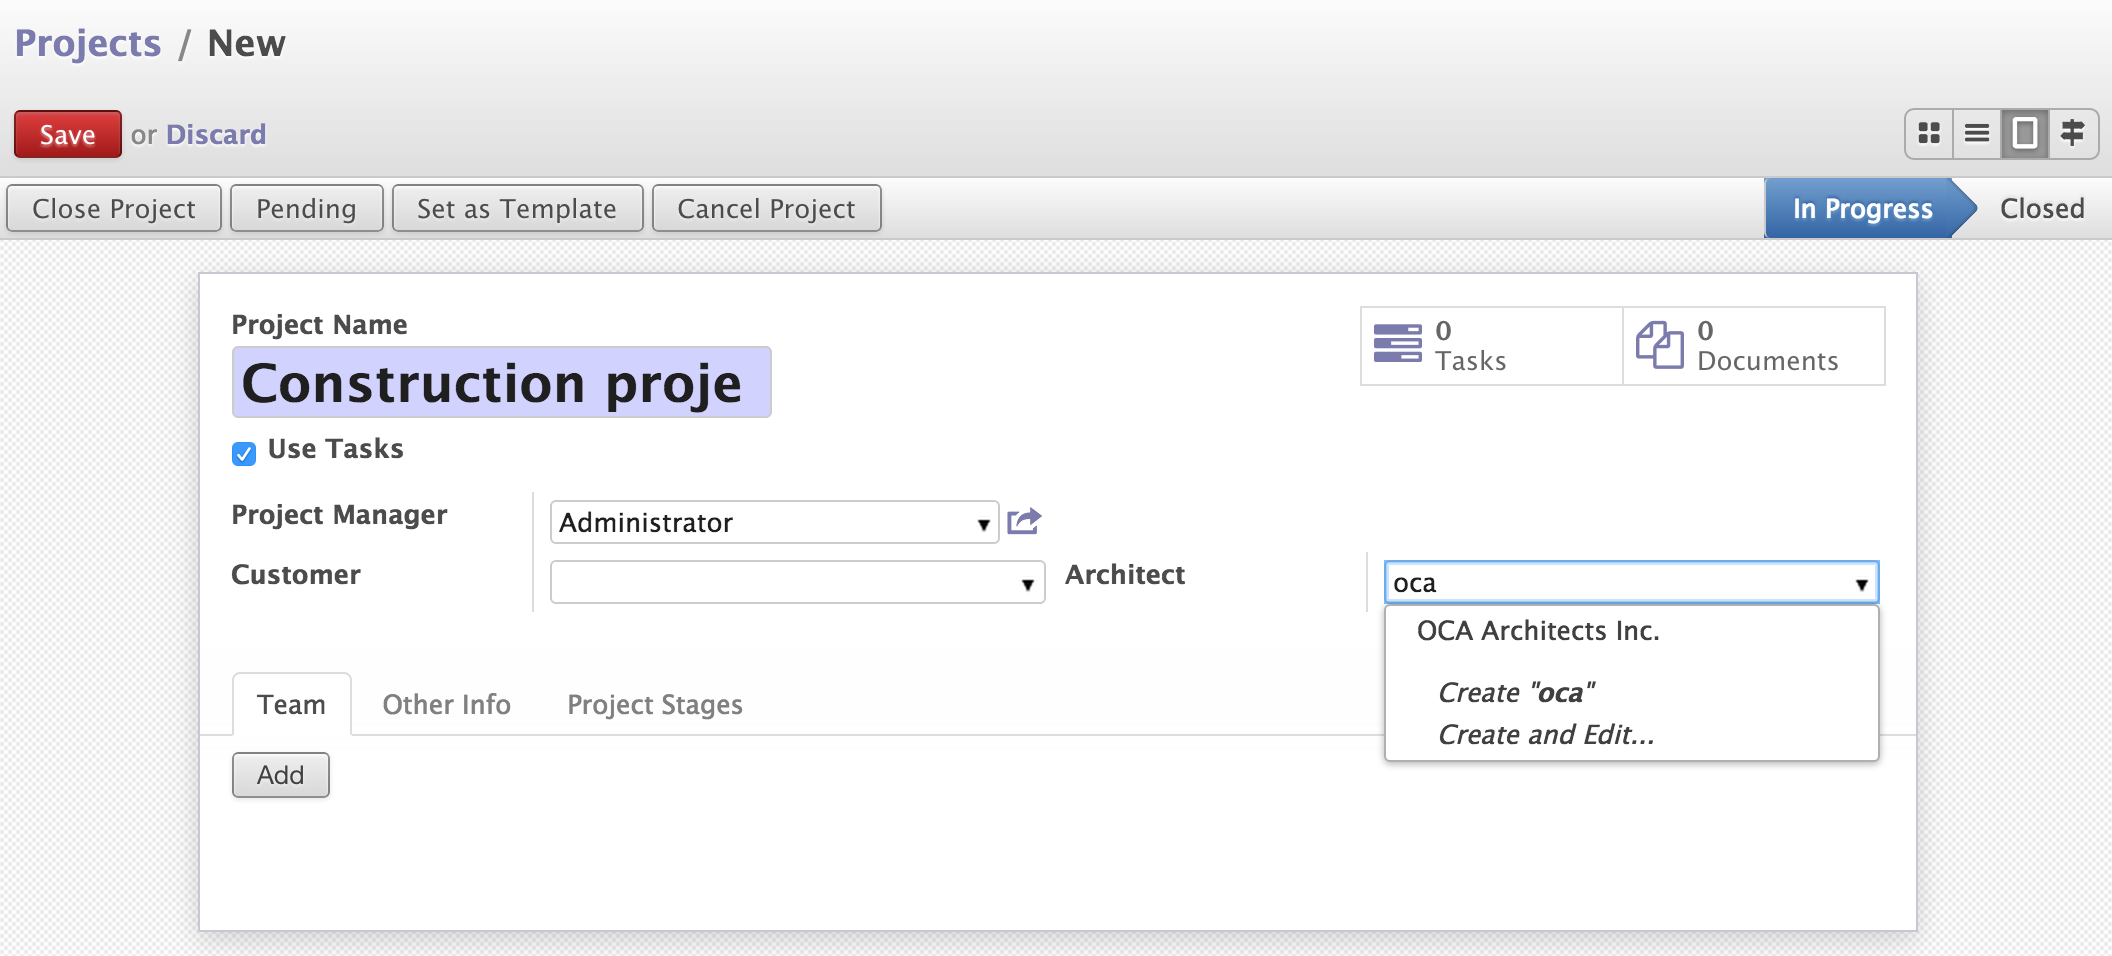 Projects / New
Save or Discard
Close Project Pending Set as Template Cancel Project In Progress Closed
Project Name
0
Tasks
0
Documents
Construction proje
Use Tasks
Project Manager Administrator
Customer Architect oca
OCA Architects Inc.
Create "oca"
Create and Edit...
Team Other Info Project Stages
Add